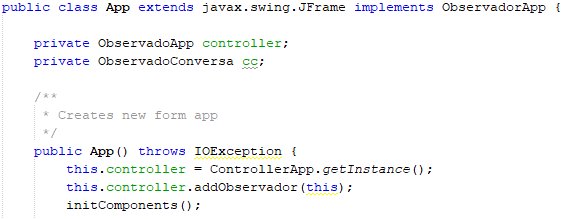 public class App extends javax.swing.JFrame implements ObservadorApp {
private ObservadoApp controller;
private ObservadoConversa cc;
/**
* Creates new form app
*/
public App() throws IOException {
this.controller = ControllerApp.getInstance();
this.controller.addObservador(this);
initComponents();